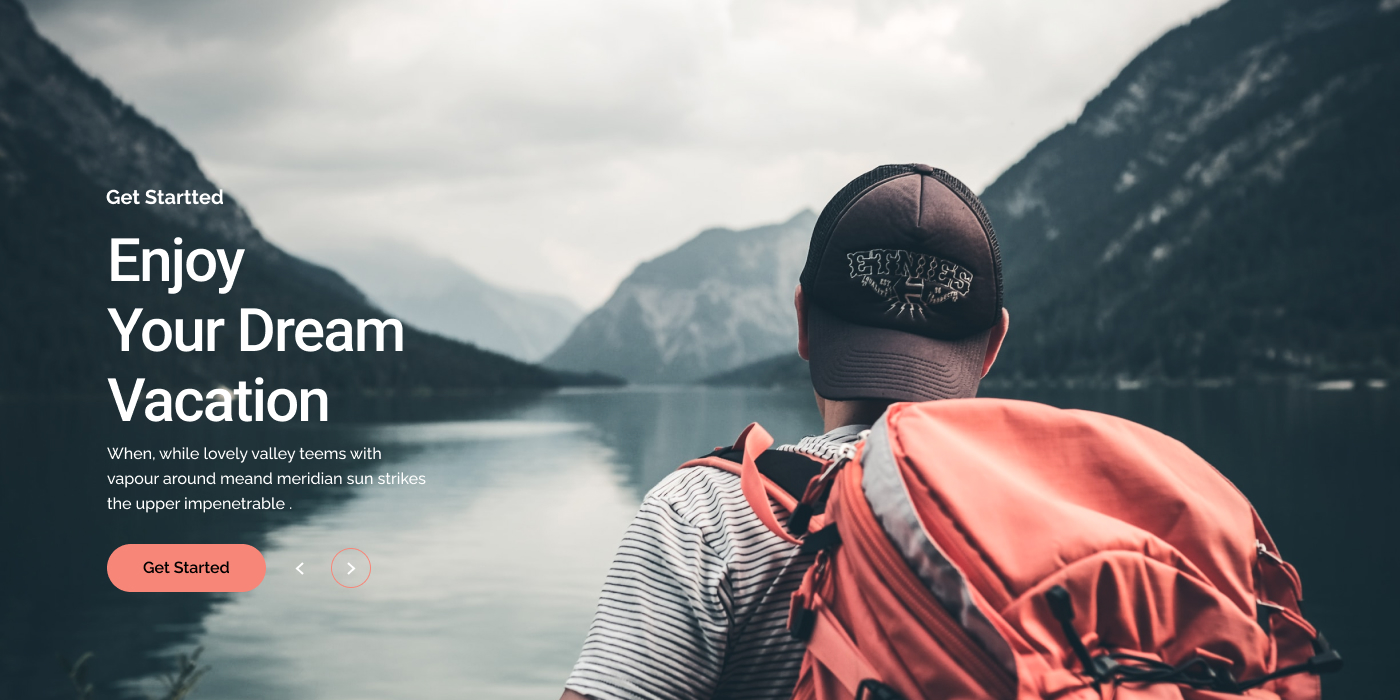 Get Startted
Enjoy
Your Dream
Vacation
When, while lovely valley teems with
vapour around meand meridian sun strikes
the upper impenetrable .
Get Started
ETNIES